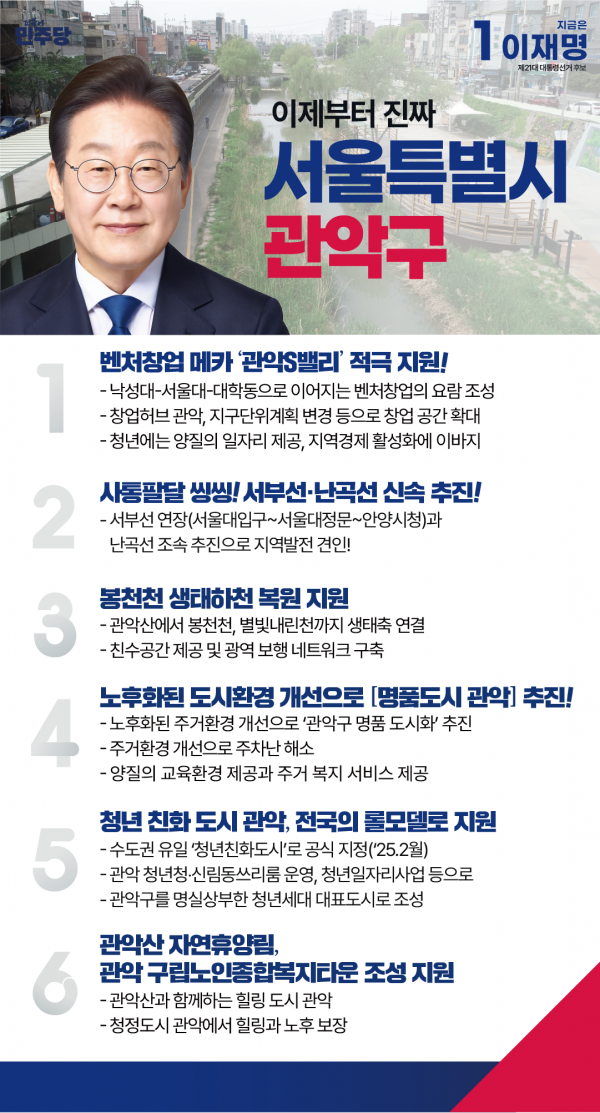 민주당
지금은
1 이재명
제21대 대통령선거 후보
이제부터 진짜
서울특별시
관악구
1
벤처창업 메카 ‘관악S밸리’ 적극 지원!
- 낙성대-서울대-대학동으로 이어지는 벤처창업의 요람 조성
- 창업허브 관악, 지구단위계획 변경 등으로 창업 공간 확대
- 청년에는 양질의 일자리 제공, 지역경제 활성화에 이바지
2
사통팔달 씽씽! 서부선·난곡선 신속 추진!
- 서부선 연장(서울대입구~서울대정문~안양시청)과
난곡선 조속 추진으로 지역발전 견인!
3
봉천천 생태하천 복원 지원
- 관악산에서 봉천천, 별빛내린천까지 생태축 연결
- 친수공간 제공 및 광역 보행 네트워크 구축
4
노후화된 도시환경 개선으로 [명품도시 관악] 추진!
- 노후화된 주거환경 개선으로 ‘관악구 명품 도시화’ 추진
- 주거환경 개선으로 주차난 해소
- 양질의 교육환경 제공과 주거 복지 서비스 제공
5
청년 친화 도시 관악, 전국의 롤모델로 지원
- 수도권 유일 ‘청년친화도시’로 공식 지정(‘25.2월)
- 관악 청년청·신림동쓰리룸 운영, 청년일자리사업 등으로
- 관악구를 명실상부한 청년세대 대표도시로 조성
6
관악산 자연휴양림,
관악 구립노인종합복지타운 조성 지원
- 관악산과 함께하는 힐링 도시 관악
- 청정도시 관악에서 힐링과 노후 보장